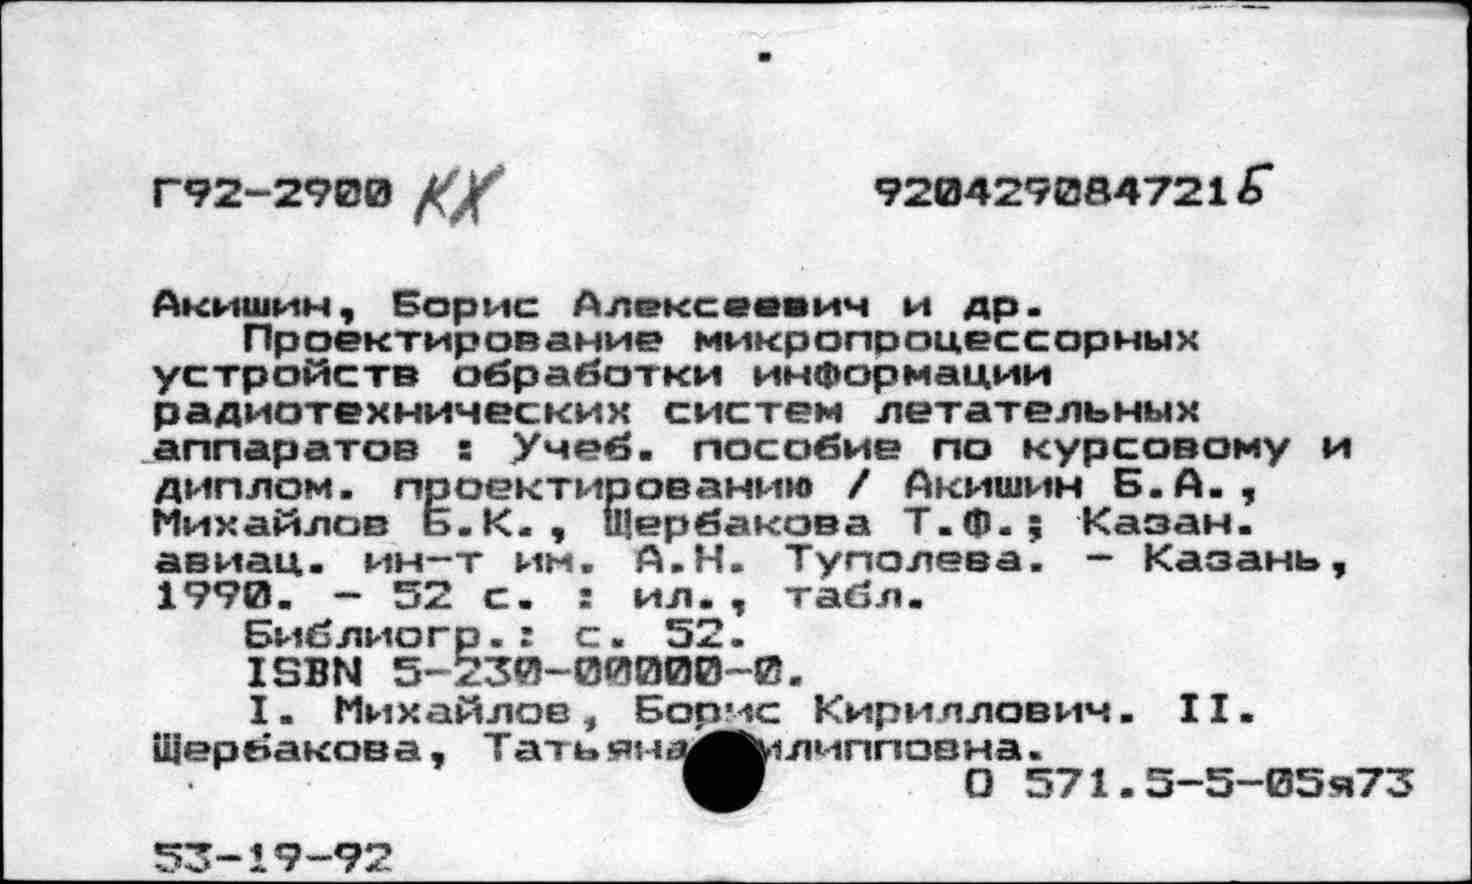 Г92-2900 КХ 9204290847216
Акишин, Борис Алексеевич и др.
Проектирование микропроцессорных
устройств обработки информации
радиотехнических систем летательных
аппаратов : Учеб. пособие по курсовому и
диплом. проектированию / Акишин Б.А.,
Михайлов Б.К., Щербакова Т.Ф.; Казан.
авиац. ин-т им. А.Н. Туполева. - Казань,
1990. - 52 с. : ил., табл.
Библиогр.: с. 52.
ISBN 5-230-00000-0.
I. Михайлов, Борис Кириллович. II.
Щербакова, Татьяна илипповна.
О 571.5-5-05я73
53-19-92